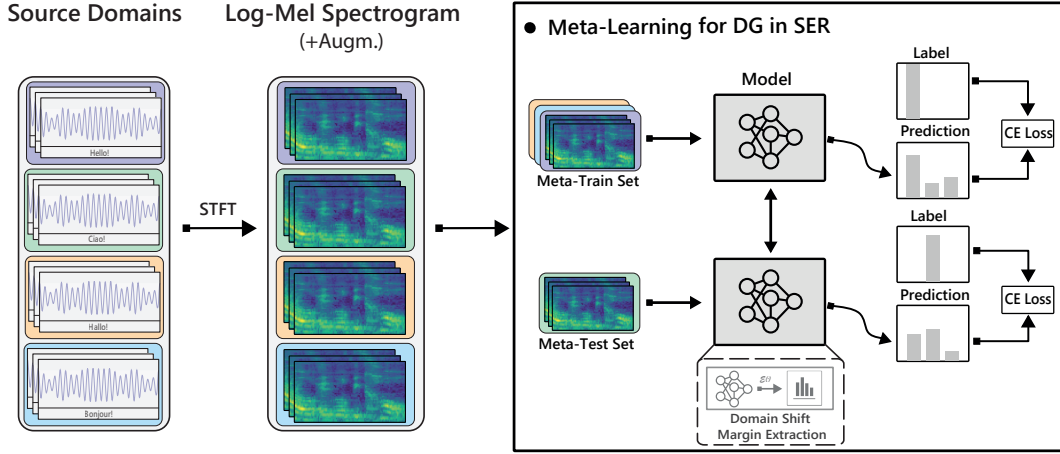 Source Domains
Log-Mel Spectrogram
(+Augm.)
Hello!
Ciao!
Hallo!
Bonjour!
STFT
• Meta-Learning for DG in SER
Meta-Train Set
Model
Label
Prediction
CE Loss
Meta-Test Set
Label
Prediction
CE Loss
Domain Shift
Margin Extraction